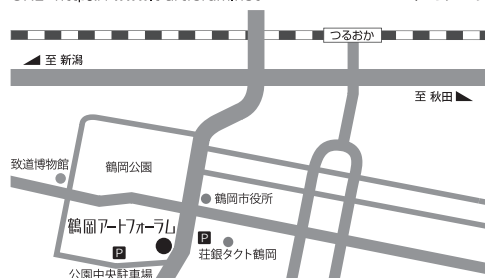 つるおか
至 新潟
至 秋田
致道博物館
鶴岡公園
鶴岡市役所
鶴岡アートフォーラム
P
P
荘銀タクト鶴岡
公園中央駐車場